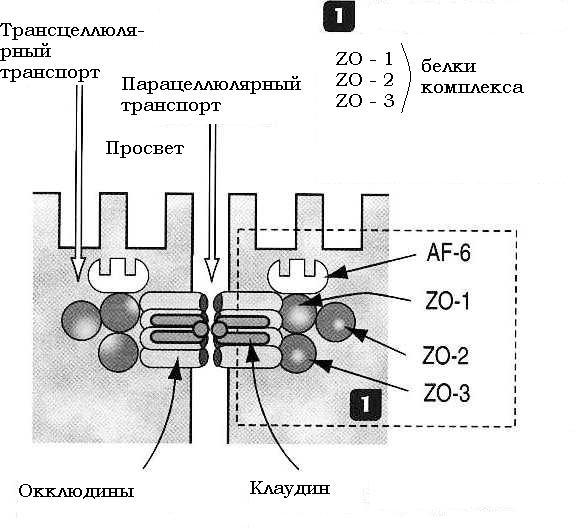 1
Трансцеллюля-
рный
транспорт
ZO - 1
ZO - 2
ZO - 3
белки
комплекса
Парацеллюлярный
транспорт
Просвет
AF-6
ZO-1
ZO-2
ZO-3
1
Окклюдины
Клаудин